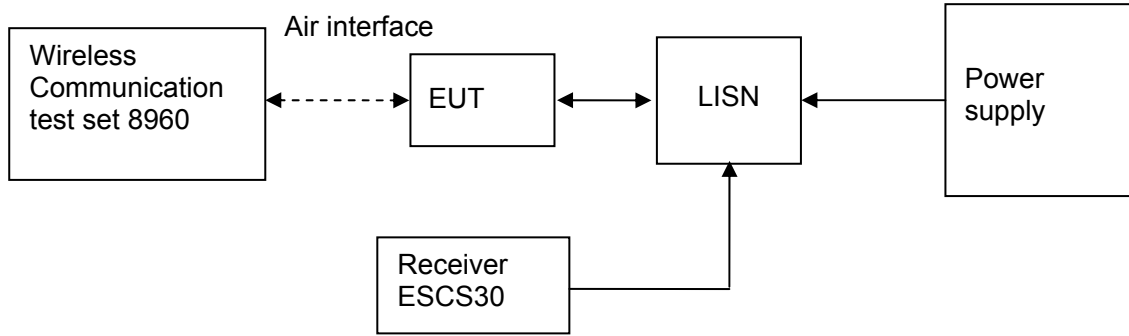 Air interface
Wireless
Communication
test set 8960
EUT
LISN
Power
supply
Receiver
ESCS30